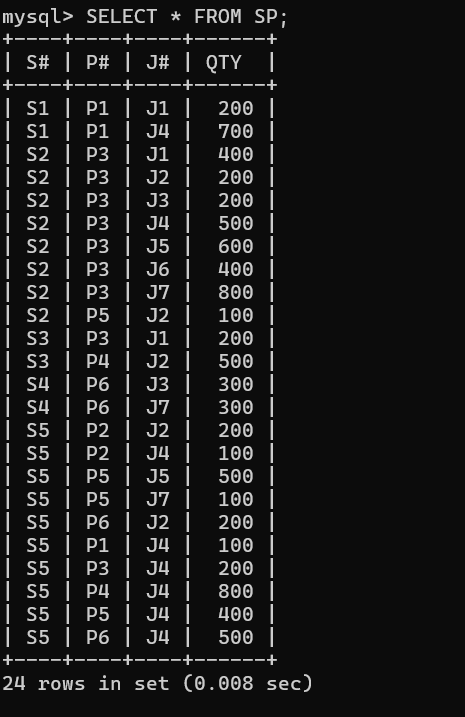 mysql> SELECT * FROM SP;
+----+----+----+------+
| S# | P# | J# | QTY  |
+----+----+----+------+
| S1 | P1 | J1 |  200 |
| S1 | P1 | J4 |  700 |
| S2 | P3 | J1 |  400 |
| S2 | P3 | J2 |  200 |
| S2 | P3 | J3 |  200 |
| S2 | P3 | J4 |  500 |
| S2 | P3 | J5 |  600 |
| S2 | P3 | J6 |  400 |
| S2 | P3 | J7 |  800 |
| S2 | P5 | J2 |  100 |
| S3 | P3 | J1 |  200 |
| S3 | P4 | J2 |  500 |
| S4 | P6 | J3 |  300 |
| S4 | P6 | J7 |  300 |
| S5 | P2 | J2 |  200 |
| S5 | P2 | J4 |  100 |
| S5 | P5 | J5 |  500 |
| S5 | P5 | J7 |  100 |
| S5 | P6 | J2 |  200 |
| S5 | P1 | J4 |  100 |
| S5 | P3 | J4 |  200 |
| S5 | P4 | J4 |  800 |
| S5 | P5 | J4 |  400 |
| S5 | P6 | J4 |  500 |
+----+----+----+------+
24 rows in set (0.008 sec)